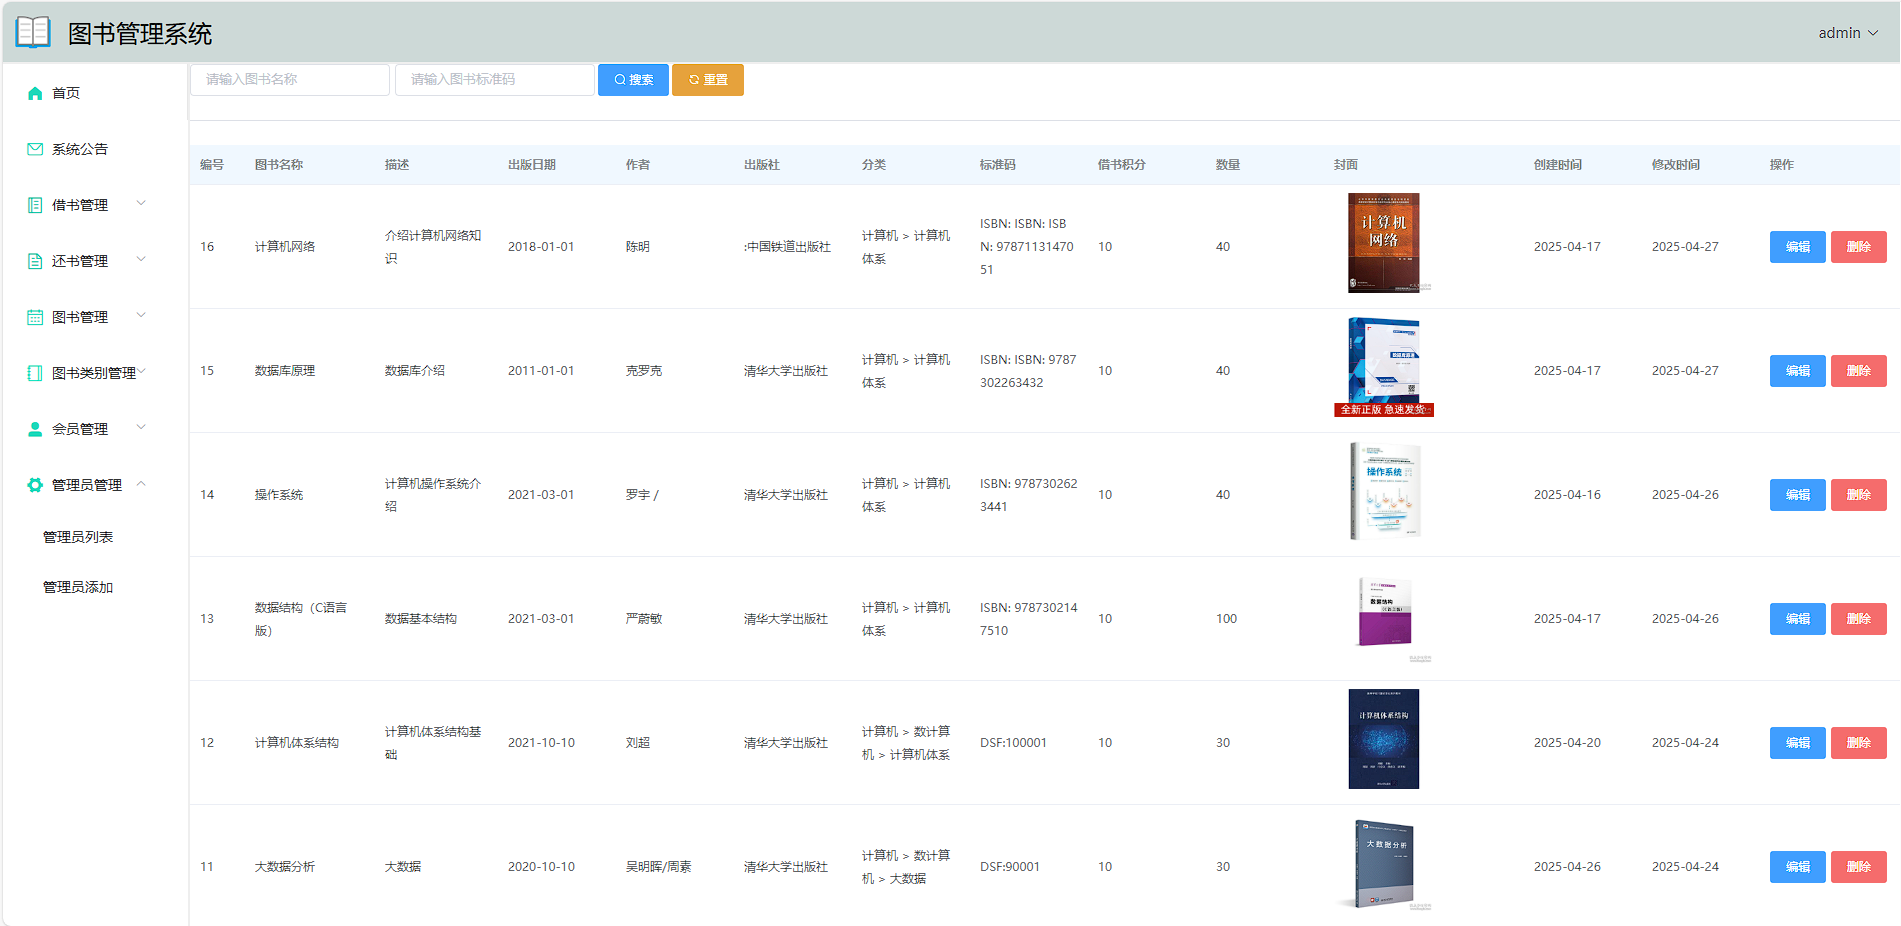 图书管理系统
admin
首页
系统公告
借书管理
还书管理
图书管理
图书类别管理
会员管理
管理员管理
管理员列表
管理员添加
请输入图书名称 请输入图书标准码 搜索 重置
编号 图书名称 描述 出版日期 作者 出版社 分类 标准码 借书积分 数量 封面 创建时间 修改时间 操作
16 计算机网络 介绍计算机网络知识 2018-01-01 陈明 :中国铁道出版社 计算机 > 计算机体系 ISBN: ISBN: ISBN: 9787113147051 10 40 2025-04-17 2025-04-27 编辑 删除
计算机
网络
15 数据库原理 数据库介绍 2011-01-01 克罗克 清华大学出版社 计算机 > 计算机体系 ISBN: ISBN: 9787302263432 10 40 2025-04-17 2025-04-27 编辑 删除
数据库原理
全新正版 急速发货
14 操作系统 计算机操作系统介绍 2021-03-01 罗宇 / 清华大学出版社 计算机 > 计算机体系 ISBN: 9787302623441 10 40 2025-04-16 2025-04-26 编辑 删除
操作系统
13 数据结构（C语言版） 数据基本结构 2021-03-01 严蔚敏 清华大学出版社 计算机 > 计算机体系 ISBN: 9787302147510 10 100 2025-04-17 2025-04-26 编辑 删除
数据结构
12 计算机体系结构 计算机体系结构基础 2021-10-10 刘超 清华大学出版社 计算机 > 数计算机 > 计算机体系 DSF:100001 10 30 2025-04-20 2025-04-24 编辑 删除
计算机体系结构
11 大数据分析 大数据 2020-10-10 吴明晖/周素 清华大学出版社 计算机 > 数计算机 > 大数据 DSF:90001 10 30 2025-04-26 2025-04-24 编辑 删除
大数据分析